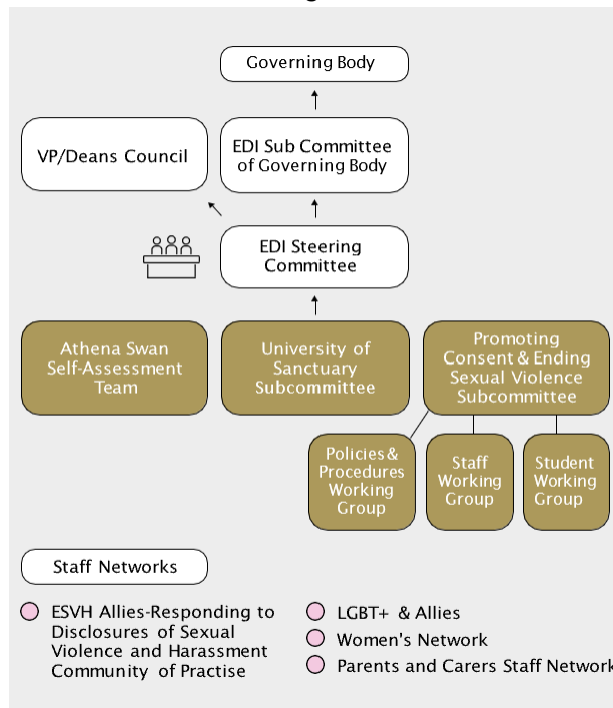 Governing Body
VP/Deans Council
EDI Sub Committee
of Governing Body
EDI Steering
Committee
Athena Swan
Self-Assessment
Team
University of
Sanctuary
Subcommittee
Promoting
Consent & Ending
Sexual Violence
Subcommittee
Policies &
Procedures
Working
Group
Staff
Working
Group
Student
Working
Group
Staff Networks
ESVH Allies-Responding to
Disclosures of Sexual
Violence and Harassment
Community of Practise
LGBT+ & Allies
Women's Network
Parents and Carers Staff Network